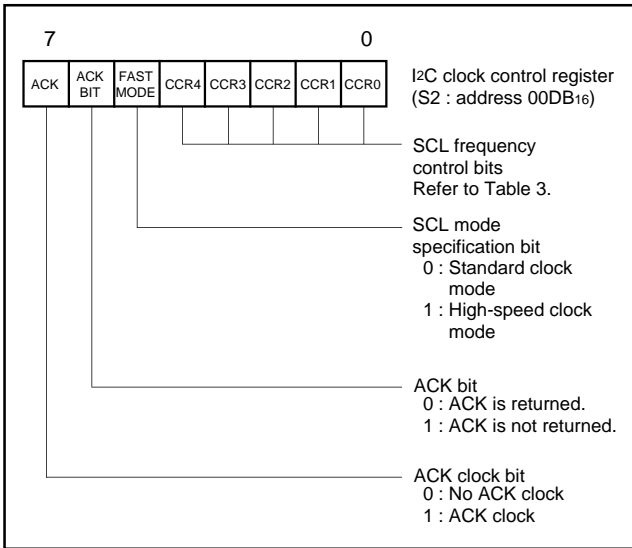 7 0
ACK ACK BIT FAST MODE CCR4 CCR3 CCR2 CCR1 CCR0
I2C clock control register
(S2 : address 00DB16)
SCL frequency
control bits
Refer to Table 3.
SCL mode
specification bit
0 : Standard clock
mode
1 : High-speed clock
mode
ACK bit
0 : ACK is returned.
1 : ACK is not returned.
ACK clock bit
0 : No ACK clock
1 : ACK clock